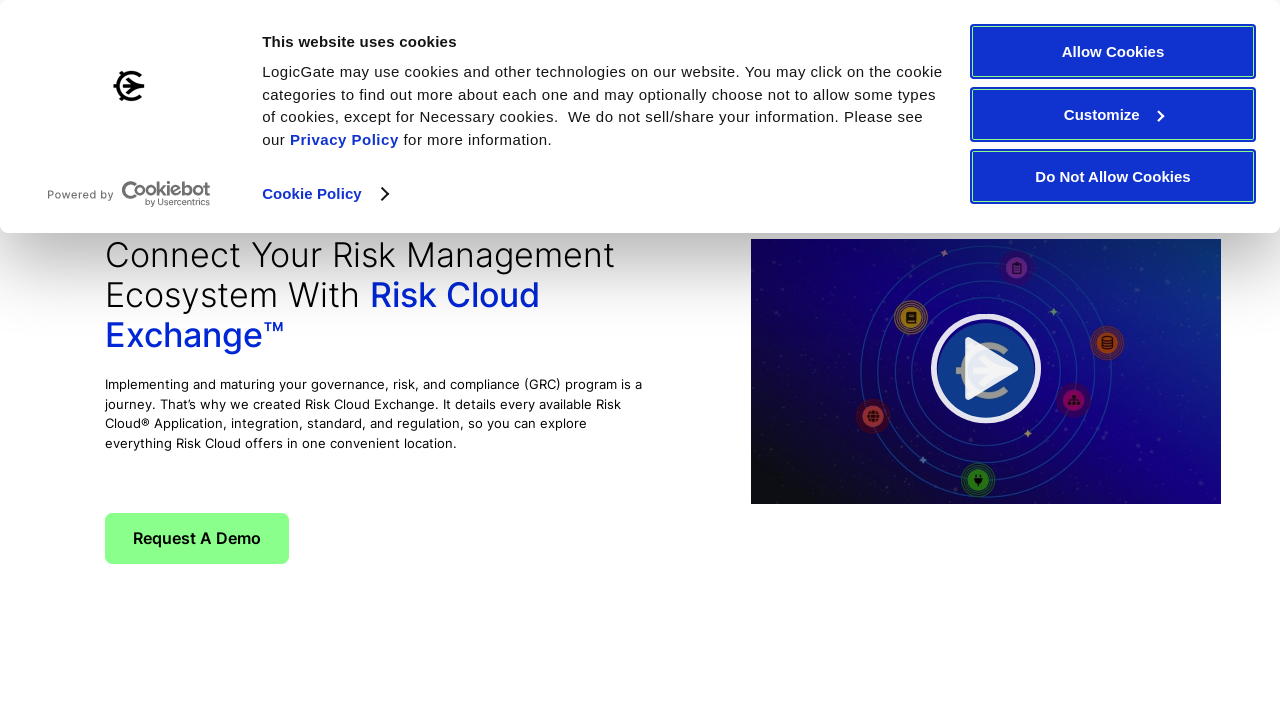 This website uses cookies
LogicGate may use cookies and other technologies on our website. You may click on the cookie
categories to find out more about each one and may optionally choose not to allow some types
of cookies, except for Necessary cookies.  We do not sell/share your information. Please see
our Privacy Policy for more information.
Cookie Policy
Powered by Cookiebot
by Usercentrics
Allow Cookies
Customize
Do Not Allow Cookies
Connect Your Risk Management
Ecosystem With Risk Cloud
Exchange™
Implementing and maturing your governance, risk, and compliance (GRC) program is a
journey. That’s why we created Risk Cloud Exchange. It details every available Risk
Cloud® Application, integration, standard, and regulation, so you can explore
everything Risk Cloud offers in one convenient location.
Request A Demo